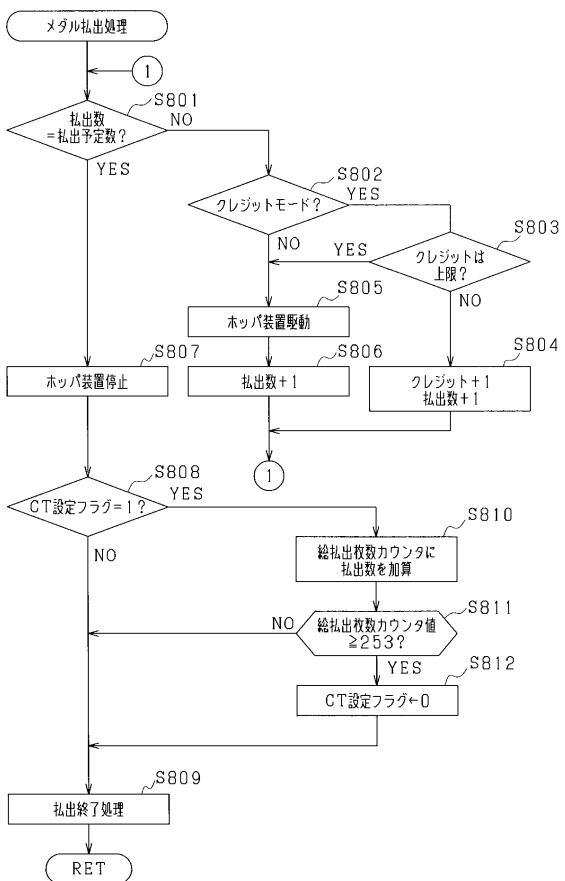 メダル払出処理
1
S801
払出数
=払出予定数?
NO
YES
S802
クレジットモード?
YES
NO
S803
クレジットは
上限?
YES
NO
S805
ホッパ装置駆動
S806
払出数+1
S804
クレジット+1
払出数+1
1
S807
ホッパ装置停止
S808
CT設定フラグ=1?
YES
NO
S810
総払出枚数カウンタに
払出数を加算
S811
総払出枚数カウンタ値
≧253?
NO
YES
S812
CT設定フラグ←0
S809
払出終了処理
RET